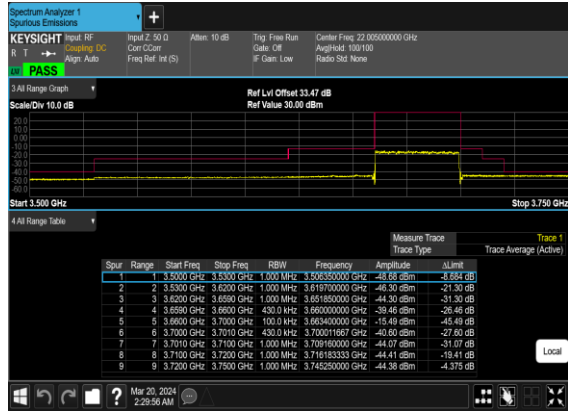 Spectrum Analyzer 1
Spurious Emissions
KEYSIGHT Input: RF Input Z: 50 Ω Atten: 10 dB Trig: Free Run Center Freq: 22.005000000 GHz
R T Coupling: DC Corr CCorr Gate: Off Avg|Hold: 100/100
Align: Auto Freq Ref: Int (S) IF Gain: Low Radio Std: None
PASS
3 All Range Graph
Ref Lvl Offset 33.47 dB
Scale/Div 10.0 dB Ref Value 30.00 dBm
20.0
10.0
0.00
-10.0
-20.0
-30.0
-40.0
-50.0
-60.0
Start 3.500 GHz Stop 3.750 GHz
4 All Range Table
Measure Trace Trace 1
Trace Type Trace Average (Active)
Spur Range Start Freq Stop Freq RBW Frequency Amplitude ΔLimit
1 1 3.5000 GHz 3.5300 GHz 1.000 MHz 3.506350000 GHz -48.68 dBm -8.684 dB
2 2 3.5300 GHz 3.6200 GHz 1.000 MHz 3.619700000 GHz -46.30 dBm -21.30 dB
3 3 3.6200 GHz 3.6590 GHz 1.000 MHz 3.651850000 GHz -44.30 dBm -31.30 dB
4 4 3.6590 GHz 3.6600 GHz 430.0 kHz 3.660000000 GHz -39.46 dBm -26.46 dB
5 5 3.6600 GHz 3.7000 GHz 100.0 kHz 3.663400000 GHz -15.49 dBm -45.49 dB
6 6 3.7000 GHz 3.7010 GHz 430.0 kHz 3.700011667 GHz -40.60 dBm -27.60 dB
7 7 3.7010 GHz 3.7100 GHz 1.000 MHz 3.709160000 GHz -44.07 dBm -31.07 dB
8 8 3.7100 GHz 3.7200 GHz 1.000 MHz 3.716183333 GHz -44.41 dBm -19.41 dB
9 9 3.7200 GHz 3.7500 GHz 1.000 MHz 3.745250000 GHz -44.38 dBm -4.375 dB
Local
Mar 20, 2024
2:29:56 AM